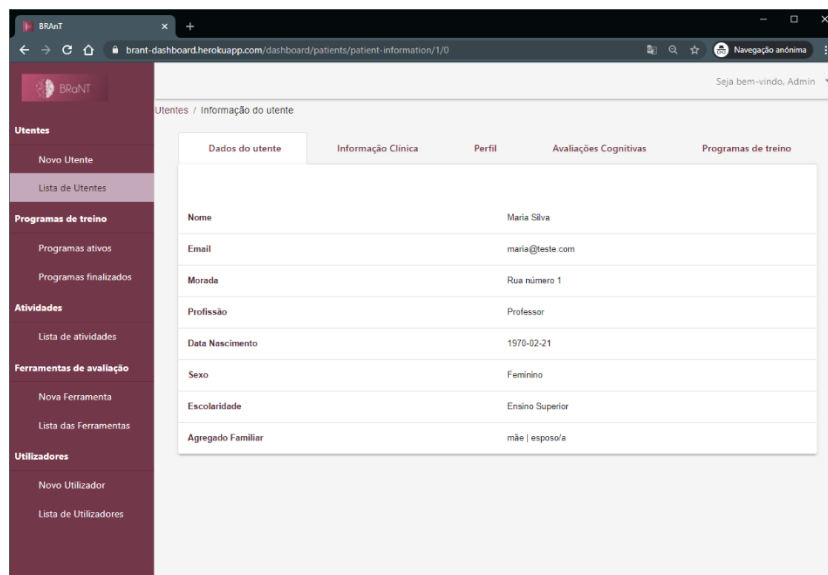 BRAnT
brant-dashboard.herokuapp.com/dashboard/patients/patient-information/1/0
Navegação anónima
BRaNT
Seja bem-vindo, Admin
Utentes / Informação do utente
Utentes
Novo Utente
Lista de Utentes
Programas de treino
Programas ativos
Programas finalizados
Atividades
Lista de atividades
Ferramentas de avaliação
Nova Ferramenta
Lista das Ferramentas
Utilizadores
Novo Utilizador
Lista de Utilizadores
Dados do utente Informação Clínica Perfil Avaliações Cognitivas Programas de treino
Nome Maria Silva
Email maria@teste.com
Morada Rua número 1
Profissão Professor
Data Nascimento 1970-02-21
Sexo Feminino
Escolaridade Ensino Superior
Agregado Familiar mãe | esposo/a